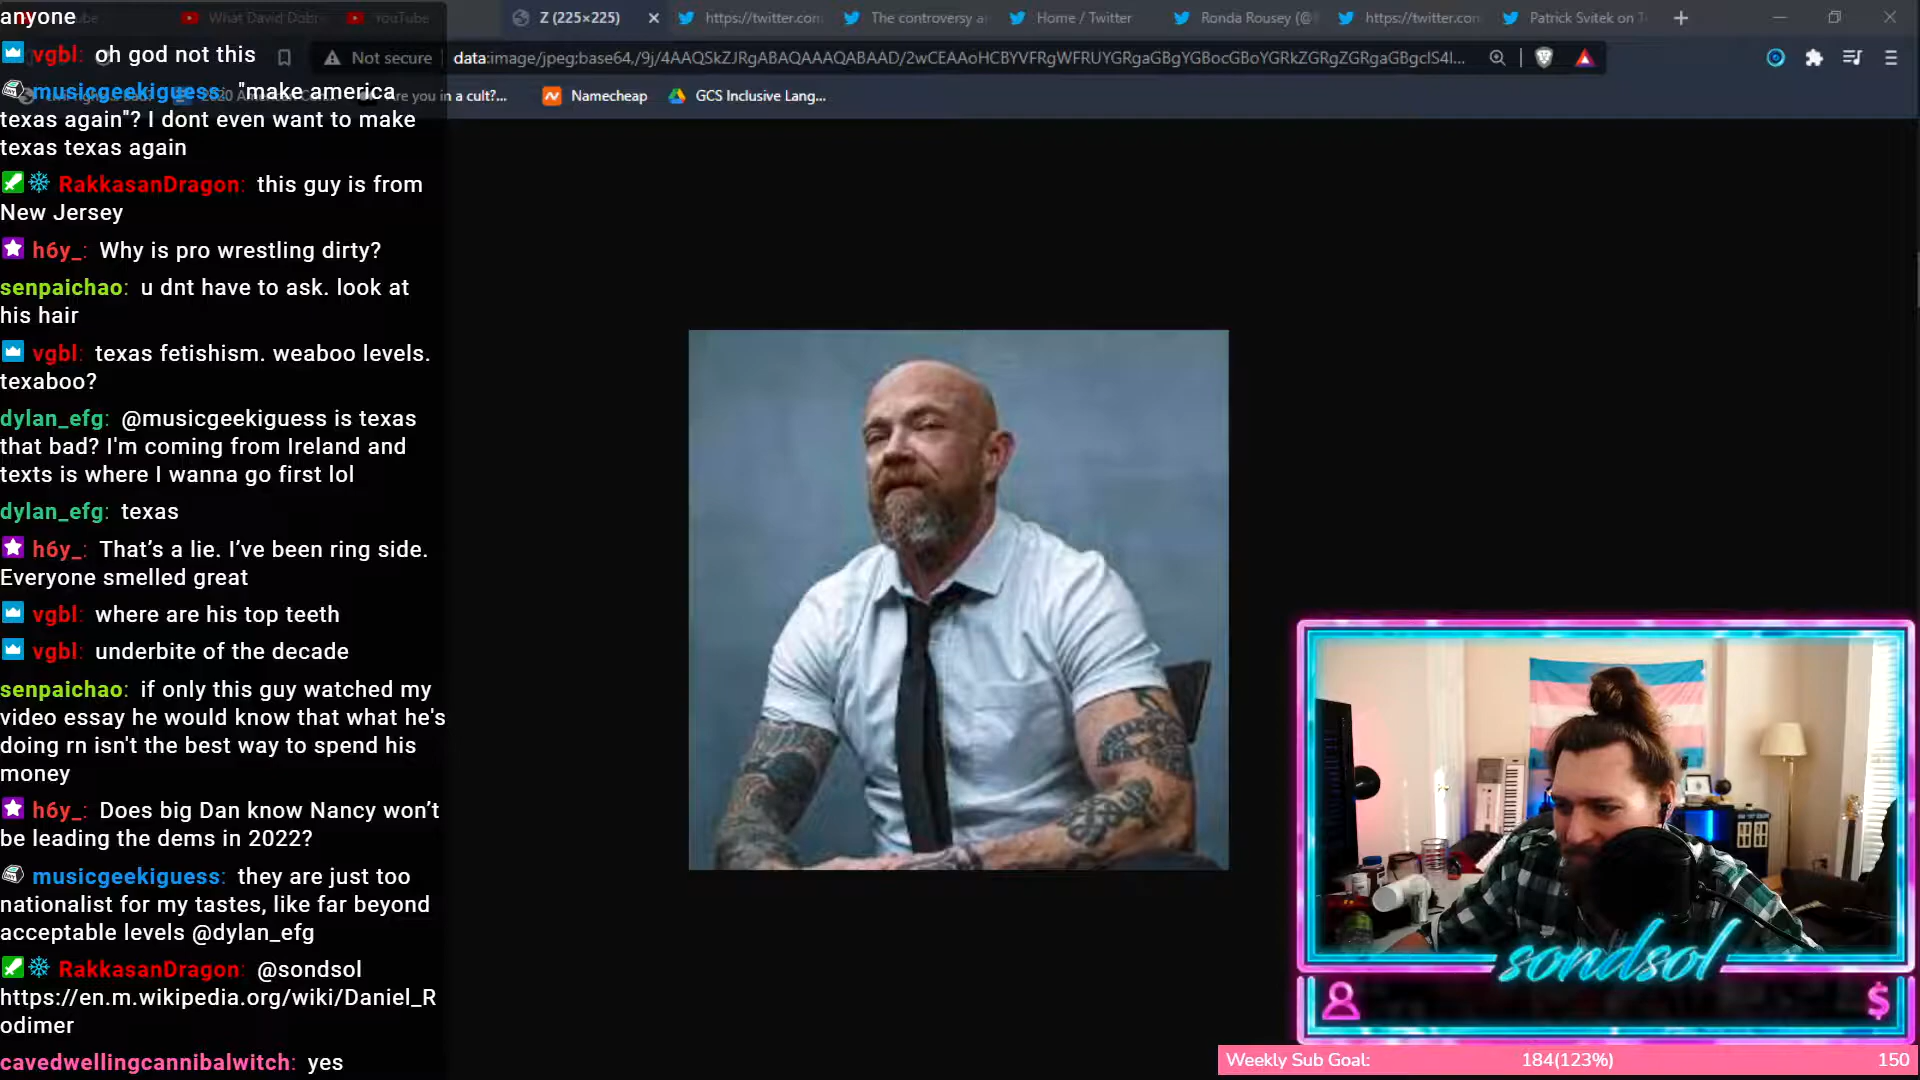 What David Dobr
YouTube
Z (225×225)
https://twitter.com
The controversy a
Home / Twitter
Ronda Rousey (@
https://twitter.com
Patrick Svitek on T
Not secure
data:image/jpeg;base64,/9j/4AAQSkZJRgABAQAAAQABAAD/2wCEAAoHCBYVFRgWFRUYGRgaGBgYGBocGBoYGRkZGRgZGRgaGBgcIS4l...
Are you in a cult?...
Namecheap
GCS Inclusive Lang...
anyone
vgbl: oh god not this
musicgeekiguess: "make america
texas again"? I dont even want to make
texas texas again
RakkasanDragon: this guy is from
New Jersey
h6y_: Why is pro wrestling dirty?
senpaichao: u dnt have to ask. look at
his hair
vgbl: texas fetishism. weaboo levels.
texaboo?
dylan_efg: @musicgeekiguess is texas
that bad? I'm coming from Ireland and
texts is where I wanna go first lol
dylan_efg: texas
h6y_: That’s a lie. I’ve been ring side.
Everyone smelled great
vgbl: where are his top teeth
vgbl: underbite of the decade
senpaichao: if only this guy watched my
video essay he would know that what he's
doing rn isn't the best way to spend his
money
h6y_: Does big Dan know Nancy won’t
be leading the dems in 2022?
musicgeekiguess: they are just too
nationalist for my tastes, like far beyond
acceptable levels @dylan_efg
RakkasanDragon: @sondsol
https://en.m.wikipedia.org/wiki/Daniel_R
odimer
cavedwellingcannibalwitch: yes
sondsol
$
Weekly Sub Goal: 184(123%) 150